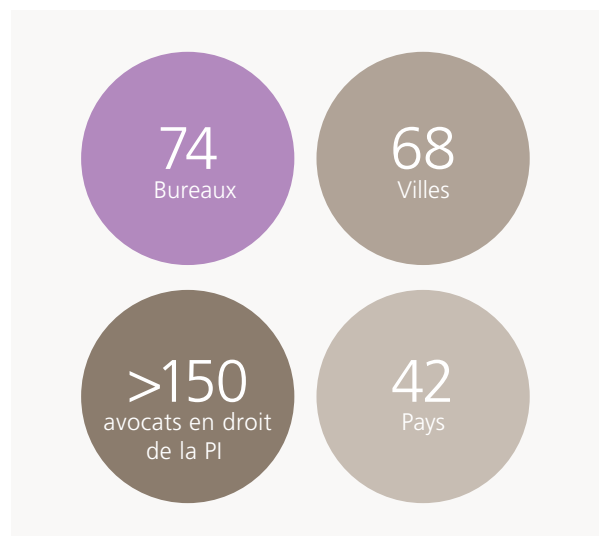 74
Bureaux
68
Villes
>150
avocats en droit
de la PI
42
Pays